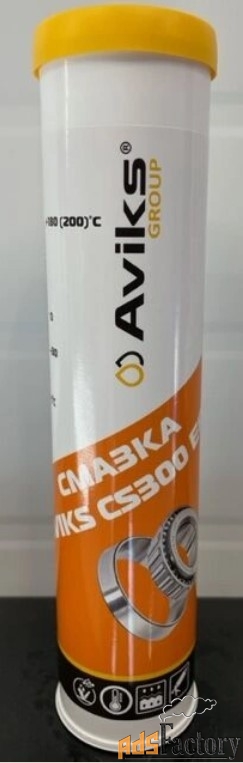 -180 (200)°C
Aviks®
GROUP
СМАЗКА
VIKS CS300 E
AdsFactory